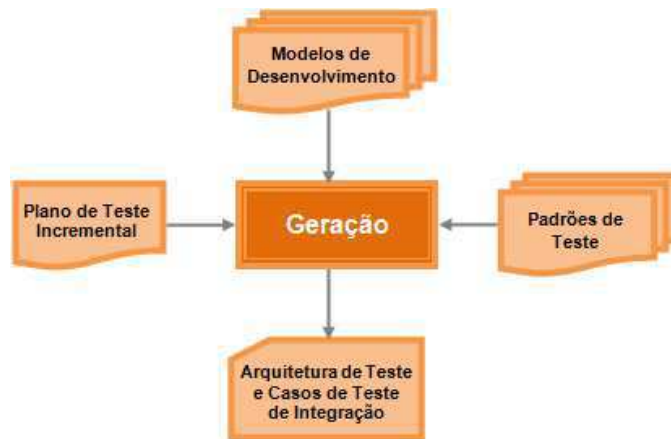 Modelos de
Desenvolvimento
Plano de Teste
Incremental
Geração
Padrões de
Teste
Arquitetura de Teste
e Casos de Teste
de Integração